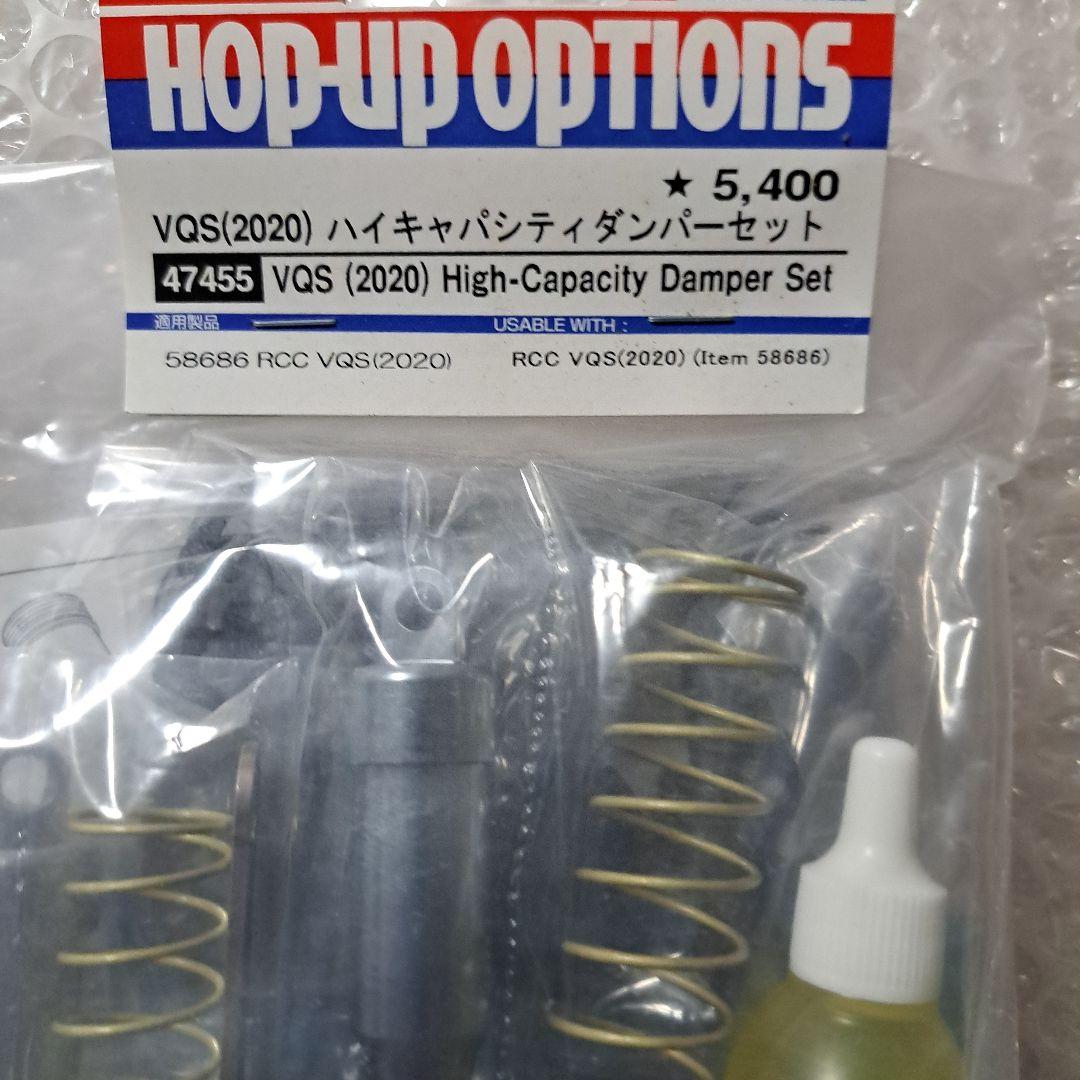 HOP-UP OPTIONS
★ 5,400
VQS(2020) ハイキャパシティダンパーセット
47455 VQS (2020) High-Capacity Damper Set
適用製品 USABLE WITH :
58686 RCC VQS(2020) RCC VQS(2020) (Item 58686)